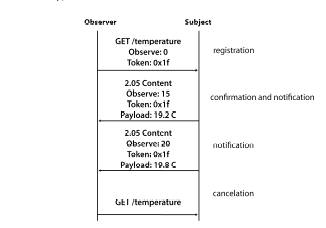 Observer Subject
GET /temperature
Observe: 0
Token: 0x1f
registration
2.05 Content
Observe: 15
Token: 0x1f
Payload: 19.2 C
confirmation and notification
2.05 Content
Observe: 20
Token: 0x1f
Payload: 19.8 C
notification
cancelation
GET /temperature